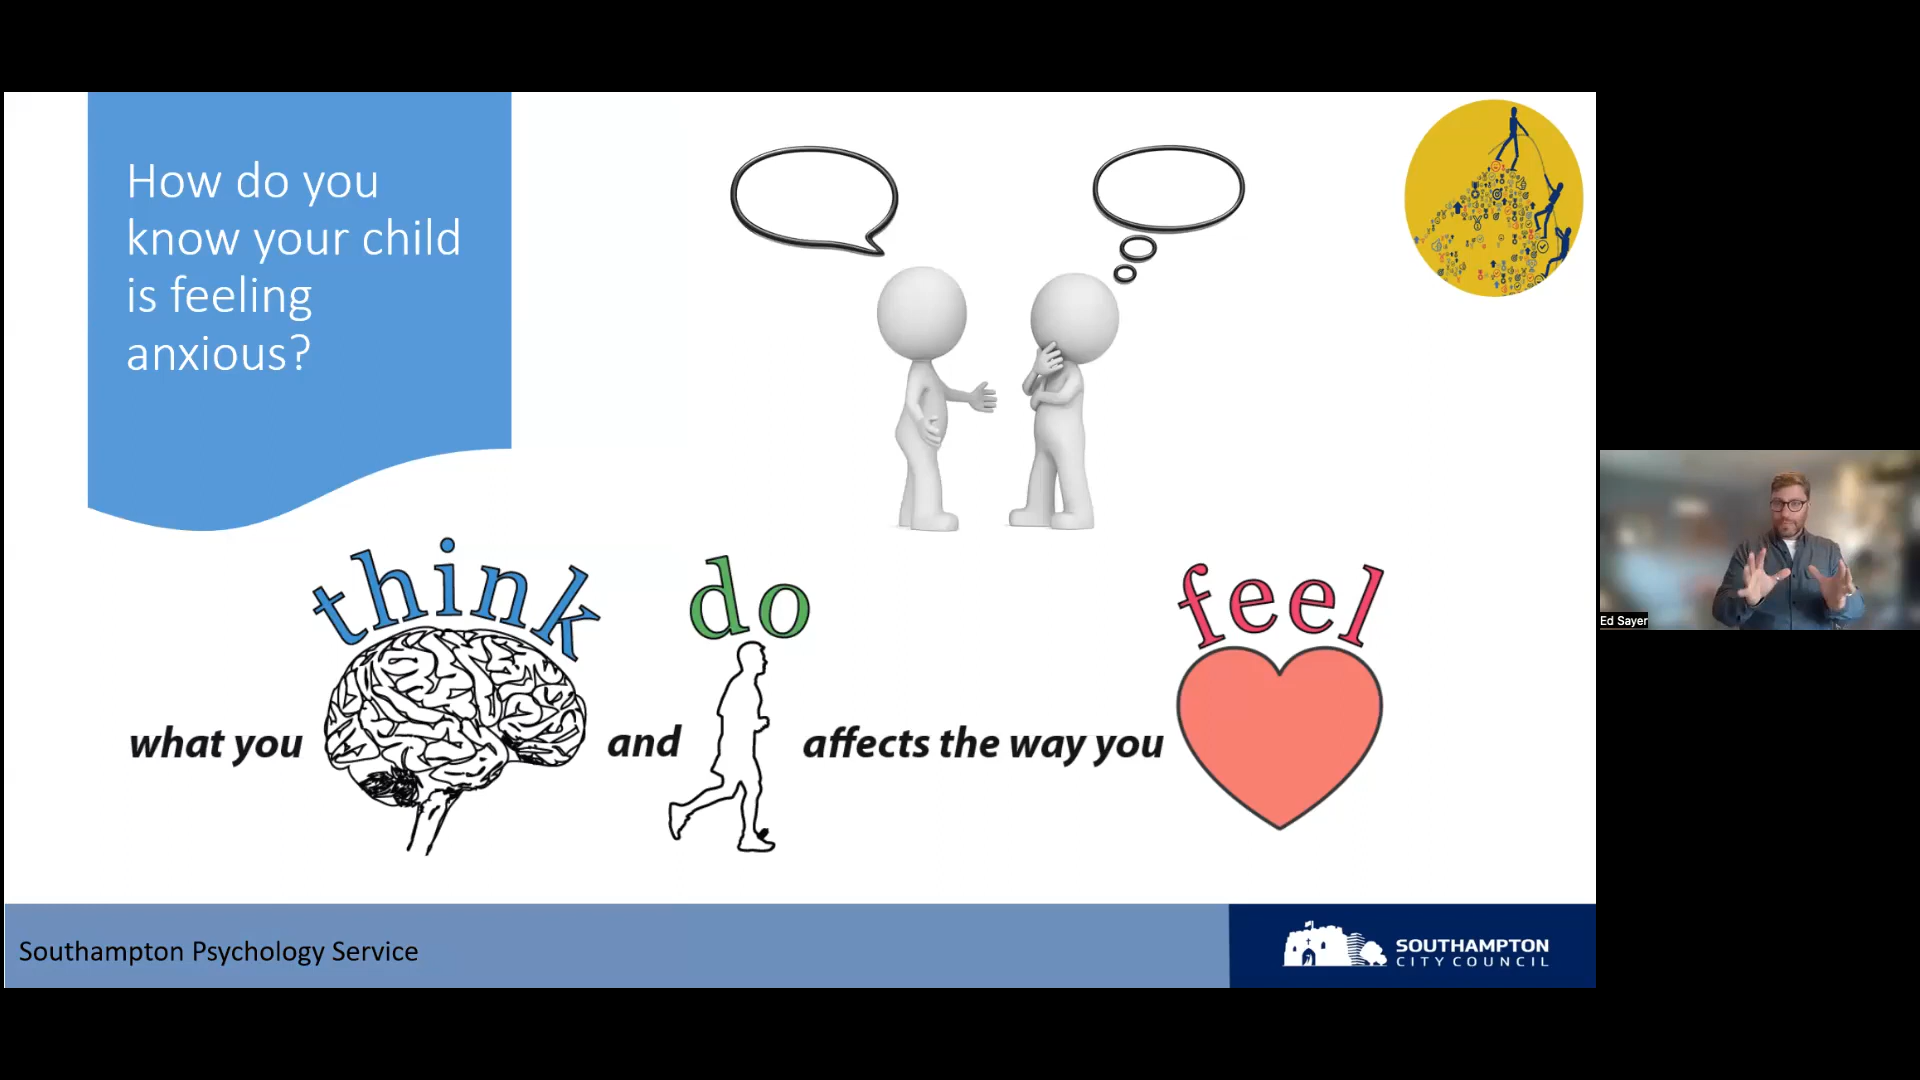 How do you
know your child
is feeling
anxious?
think
do
feel
what you
and
affects the way you
Southampton Psychology Service
SOUTHAMPTON
CITY COUNCIL
Ed Sayer